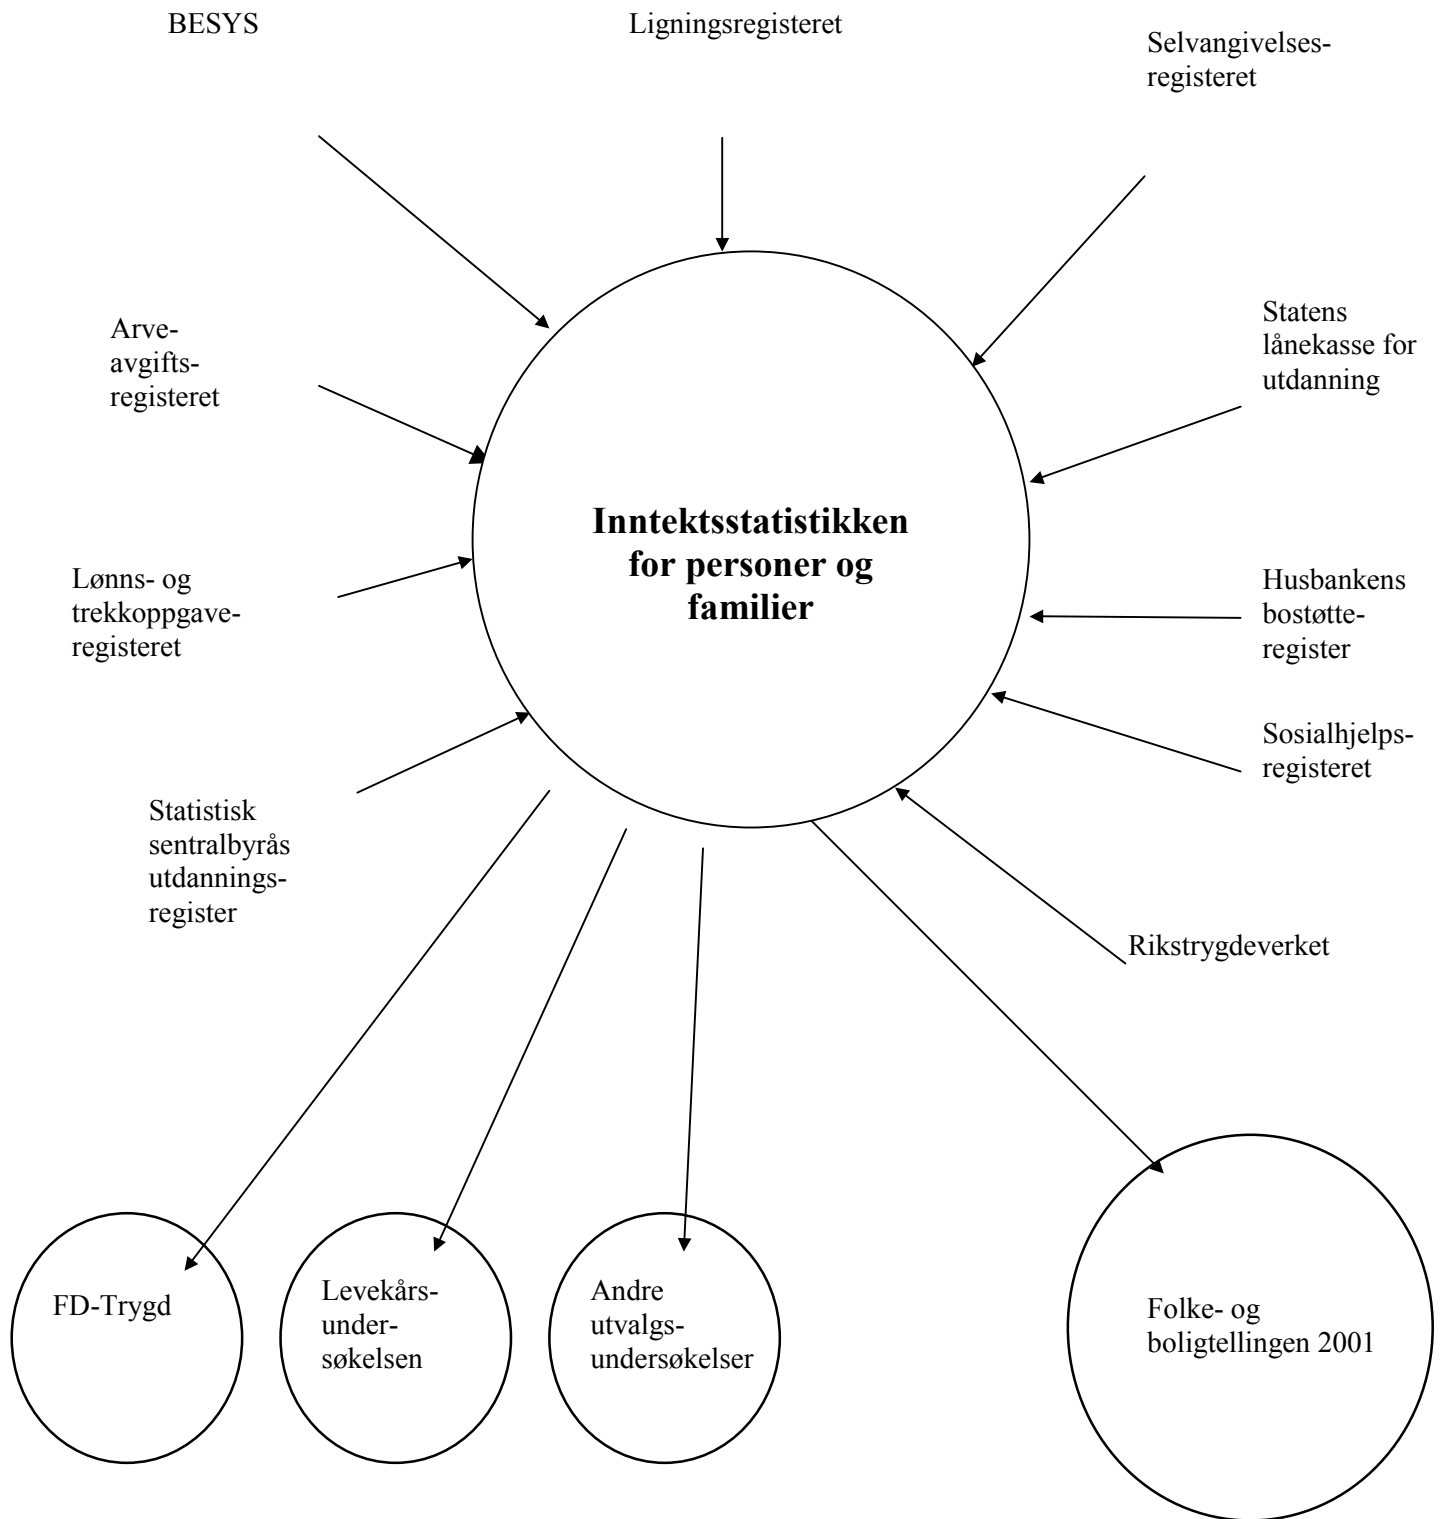 BESYS
Ligningsregisteret
Selvangivelses-
registeret
Arve-
avgifts-
registeret
Statens
lånekasse for
utdanning
Inntektsstatistikken
for personer og
familier
Lønns- og
trekkoppgave-
registeret
Husbankens
bostøtte-
register
Sosialhjelps-
registeret
Statistisk
sentralbyrås
utdannings-
register
Rikstrygdeverket
FD-Trygd
Levekårs-
under-
søkelsen
Andre
utvalgs-
undersøkelser
Folke- og
boligtellingen 2001